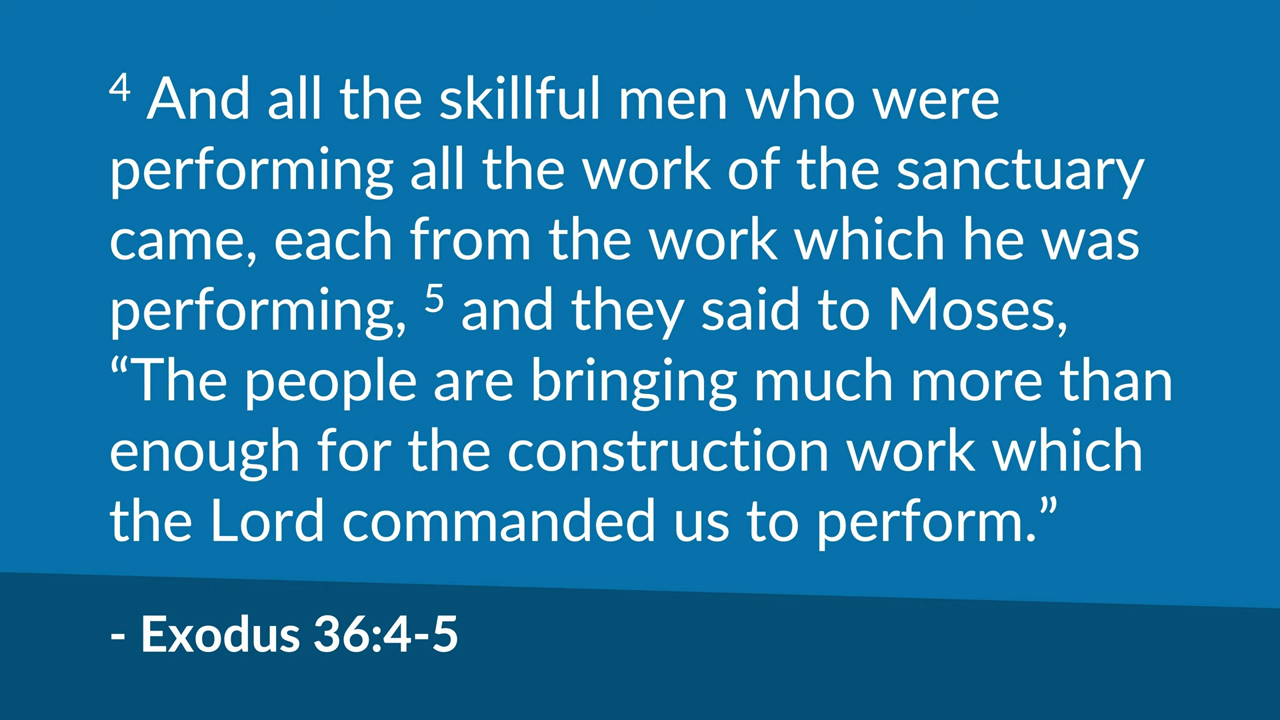 4 And all the skillful men who were
performing all the work of the sanctuary
came, each from the work which he was
performing, 5 and they said to Moses,
“The people are bringing much more than
enough for the construction work which
the Lord commanded us to perform.”
- Exodus 36:4-5